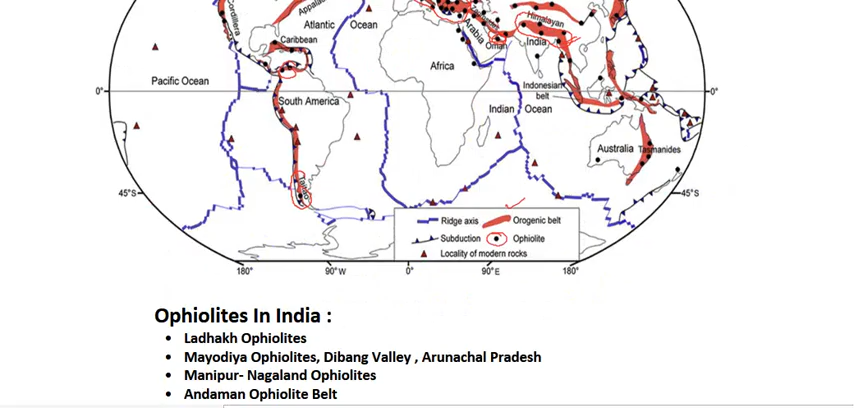 Cordillera
Appala
Atlantic Ocean
Caribbean
Arabia
Oman
Himalayan
India
Africa
Pacific Ocean
0°
0°
South America
Indonesian
belt
Indian Ocean
Australia Tasmanides
45°S
45°S
Ridge axis Orogenic belt
Subduction Ophiolite
Locality of modern rocks
180° 90°W 0° 90°E 180°
Ophiolites In India :
• Ladhakh Ophiolites
• Mayodiya Ophiolites, Dibang Valley , Arunachal Pradesh
• Manipur- Nagaland Ophiolites
• Andaman Ophiolite Belt